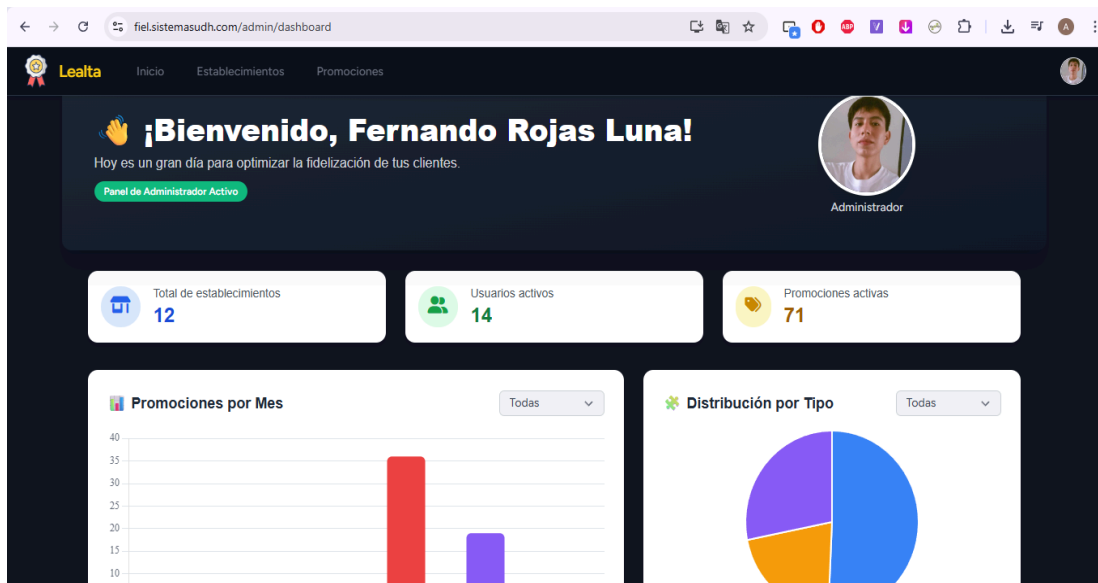 fiel.sistemasudh.com/admin/dashboard
ABP
A
Lealta
Inicio
Establecimientos
Promociones
👋 ¡Bienvenido, Fernando Rojas Luna!
Hoy es un gran día para optimizar la fidelización de tus clientes.
Panel de Administrador Activo
Administrador
Total de establecimientos
12
Usuarios activos
14
Promociones activas
71
Promociones por Mes
Todas
40
35
30
25
20
15
10
Distribución por Tipo
Todas